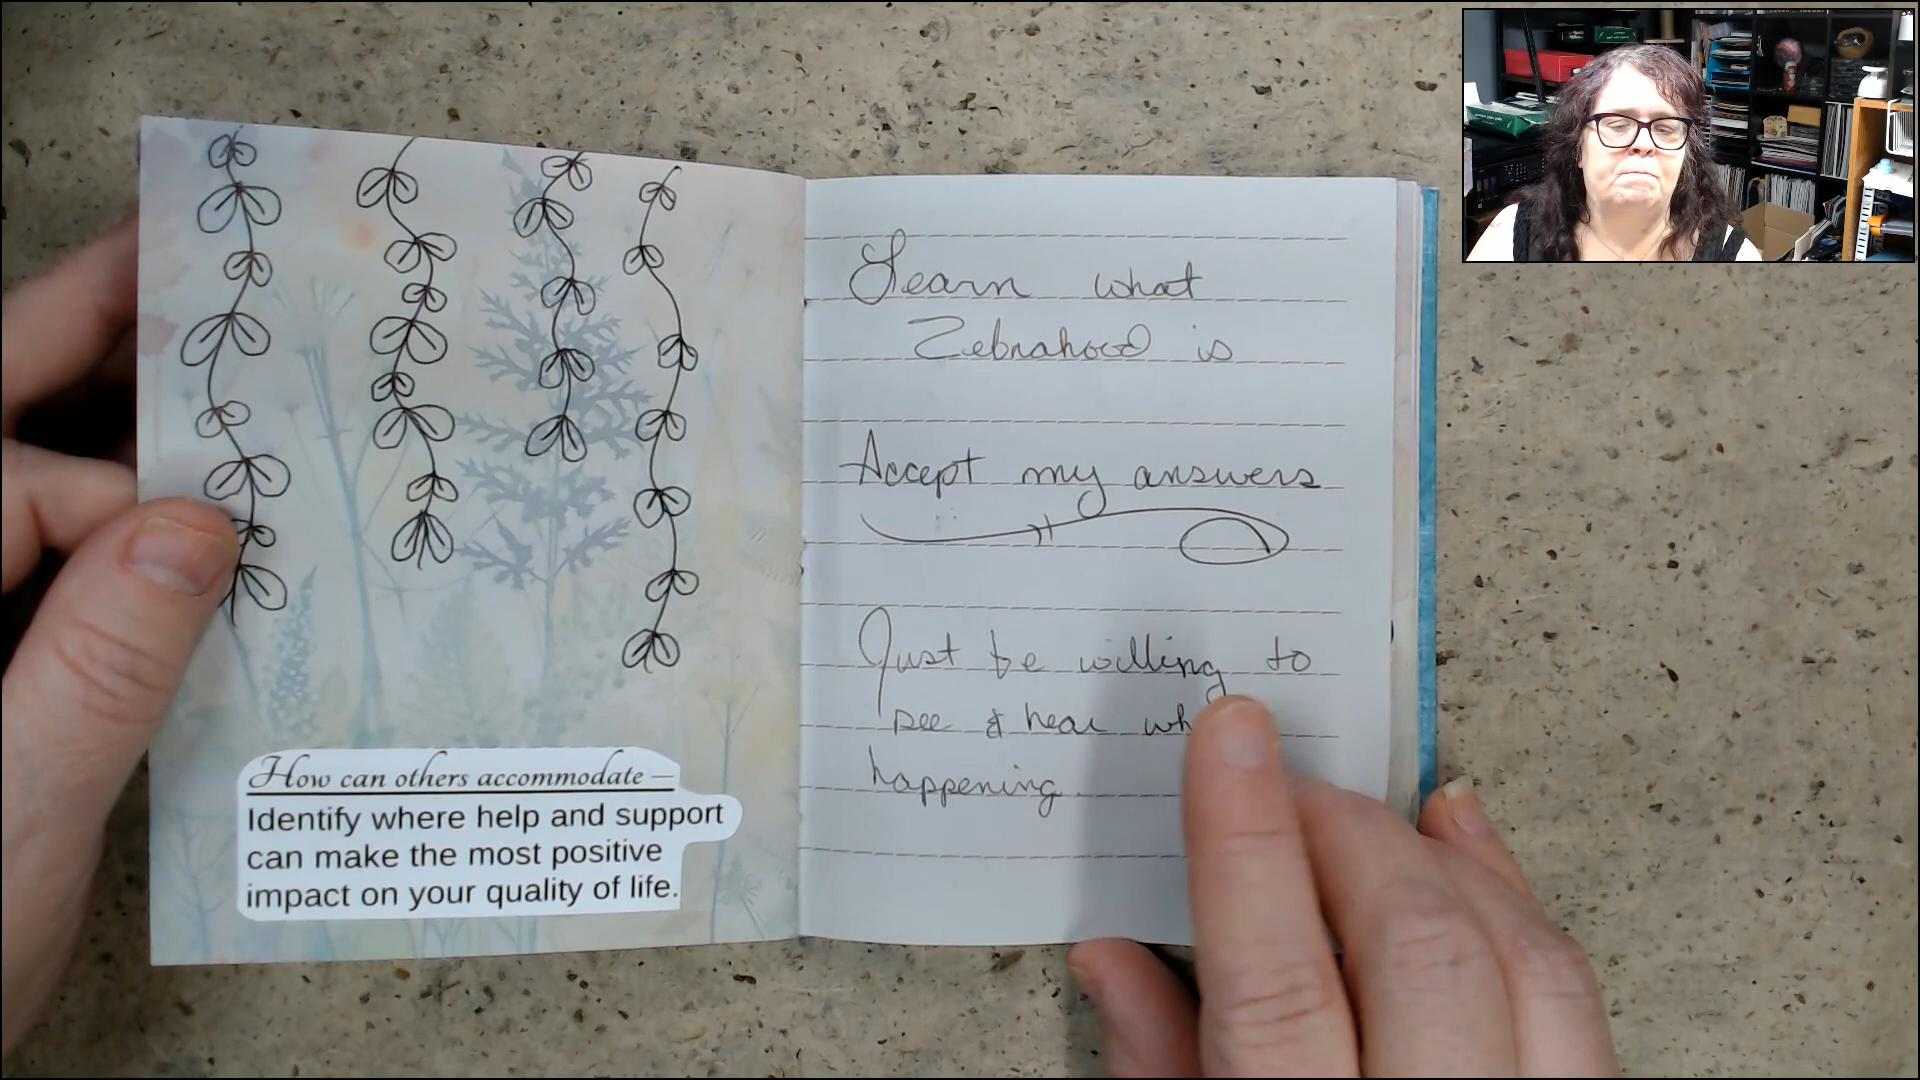 How can others accommodate —
Identify where help and support
can make the most positive
impact on your quality of life.
Learn what
Zebrahood is
Accept my answers
Just be willing to
see & hear
happening.